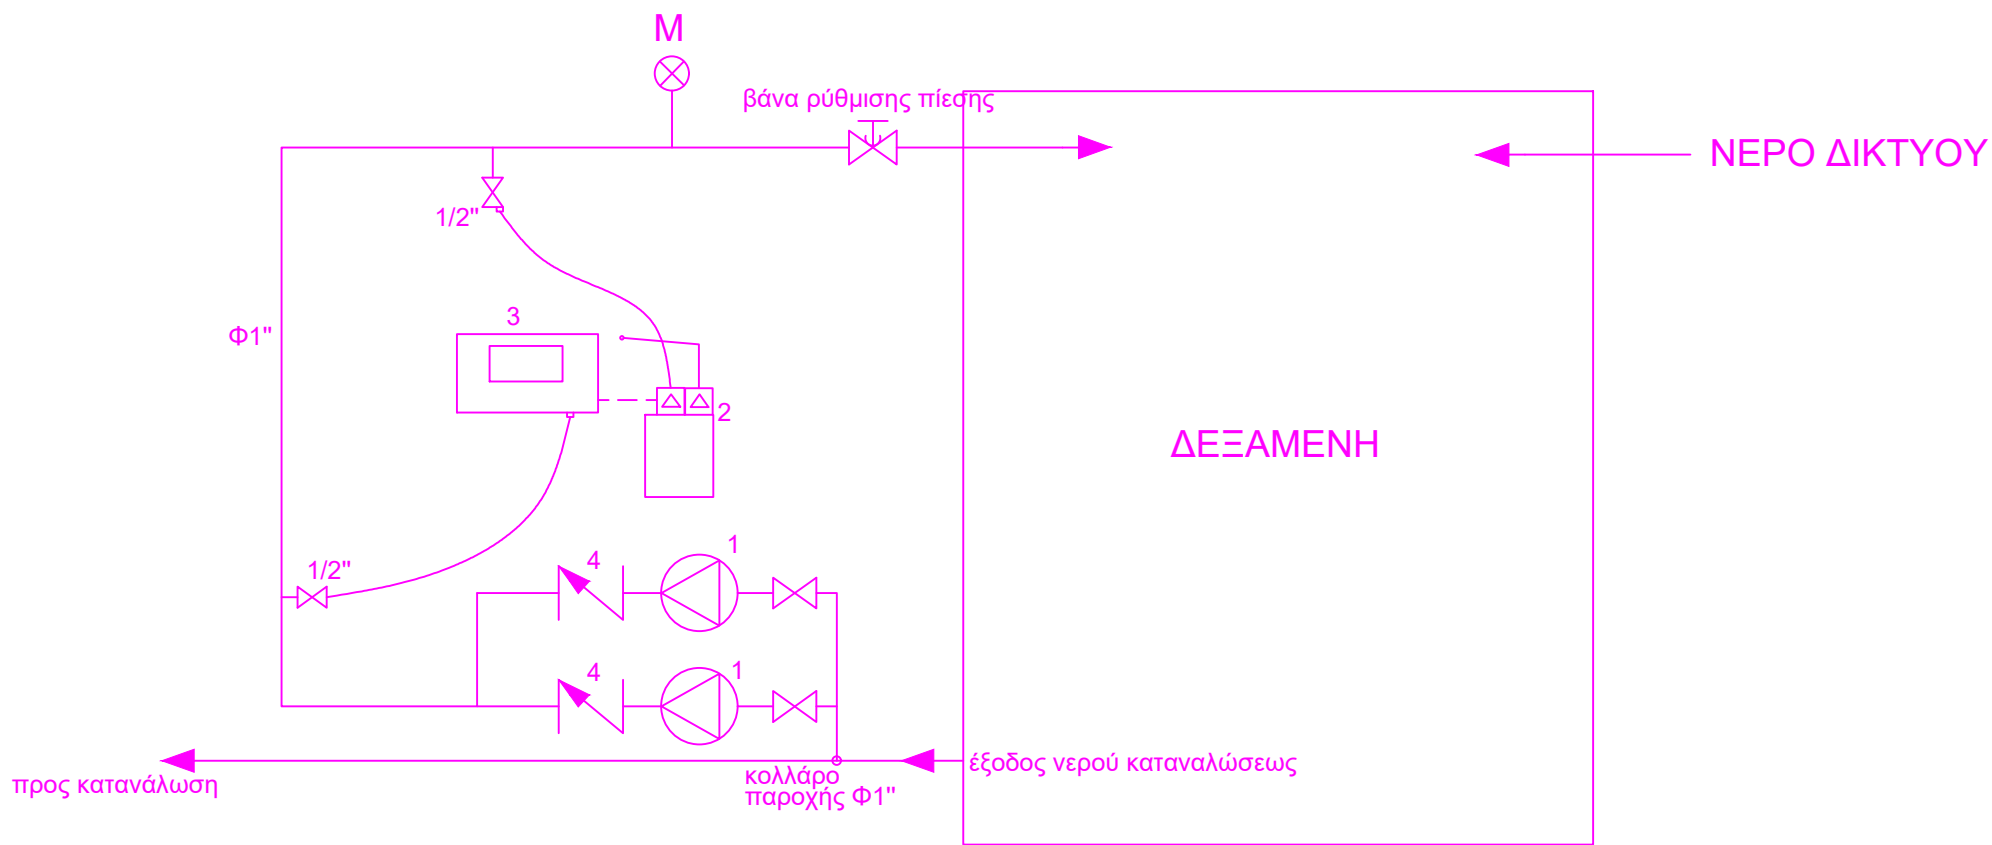 M
βάνα ρύθμισης πίεσης
ΝΕΡΟ ΔΙΚΤΥΟΥ
1/2"
3
Φ1"
2
ΔΕΞΑΜΕΝΗ
1
4
1/2"
1
4
έξοδος νερού καταναλώσεως
προς κατανάλωση
κολλάρο
παροχής Φ1"